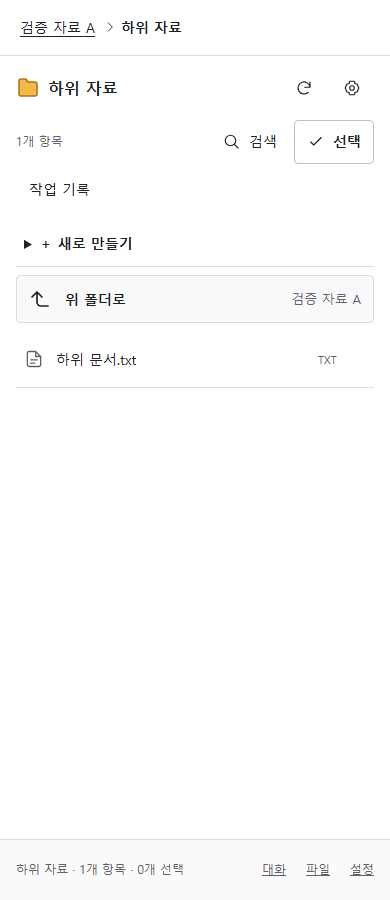 검증 자료 A > 하위 자료
하위 자료
1개 항목 검색 선택
작업 기록
▶ + 새로 만들기
위 폴더로 검증 자료 A
하위 문서.txt TXT
하위 자료 · 1개 항목 · 0개 선택 대화 파일 설정